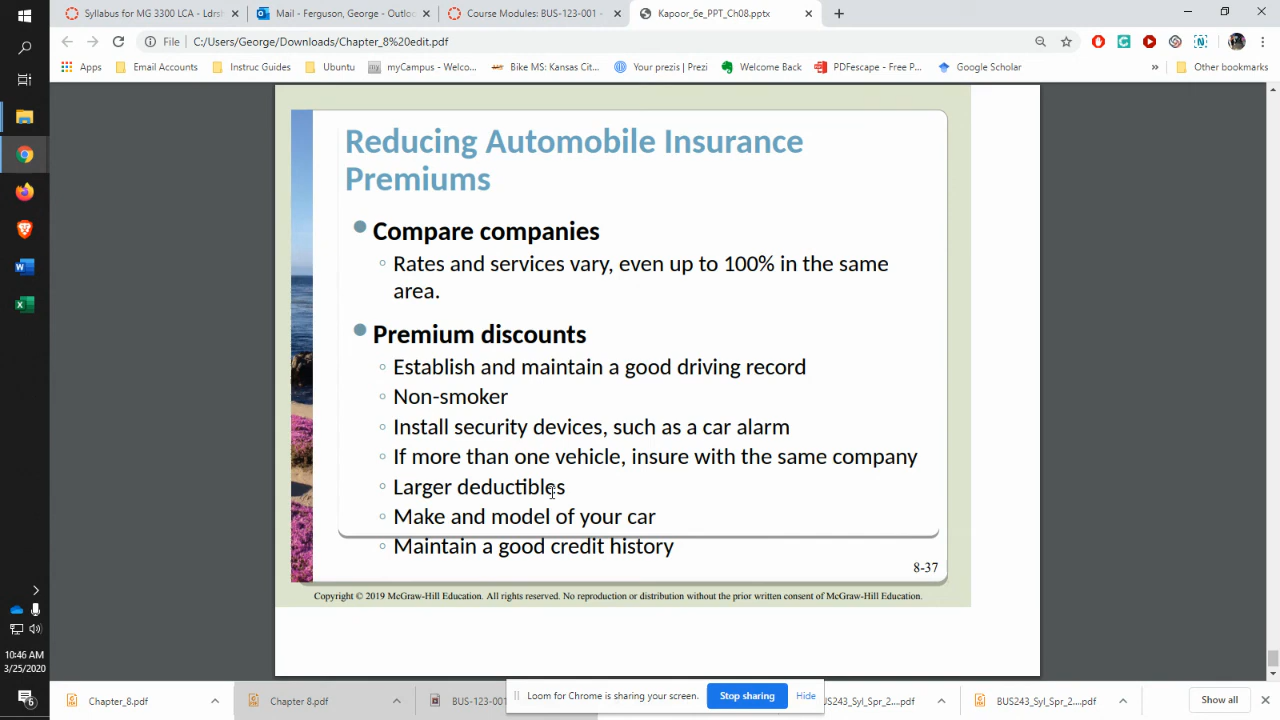 Syllabus for MG 3300 LCA - Ldrsh
Mail - Ferguson, George - Outloo
Course Modules: BUS-123-001 -
Kapoor_6e_PPT_Ch08.pptx
File
C:/Users/George/Downloads/Chapter_8%20edit.pdf
Apps
Email Accounts
Instruc Guides
Ubuntu
myCampus - Welco...
Bike MS: Kansas Cit...
Your prezis | Prezi
Welcome Back
PDFescape - Free P...
Google Scholar
»
Other bookmarks
Reducing Automobile Insurance
Premiums
Compare companies
Rates and services vary, even up to 100% in the same
area.
Premium discounts
Establish and maintain a good driving record
Non-smoker
Install security devices, such as a car alarm
If more than one vehicle, insure with the same company
Larger deductibles
Make and model of your car
Maintain a good credit history
8-37
Copyright © 2019 McGraw-Hill Education. All rights reserved. No reproduction or distribution without the prior written consent of McGraw-Hill Education.
10:46 AM
3/25/2020
6
Chapter_8.pdf
Chapter 8.pdf
BUS-123-001
Loom for Chrome is sharing your screen.
Stop sharing
Hide
BUS243_Syl_Spr_2....pdf
BUS243_Syl_Spr_2....pdf
Show all